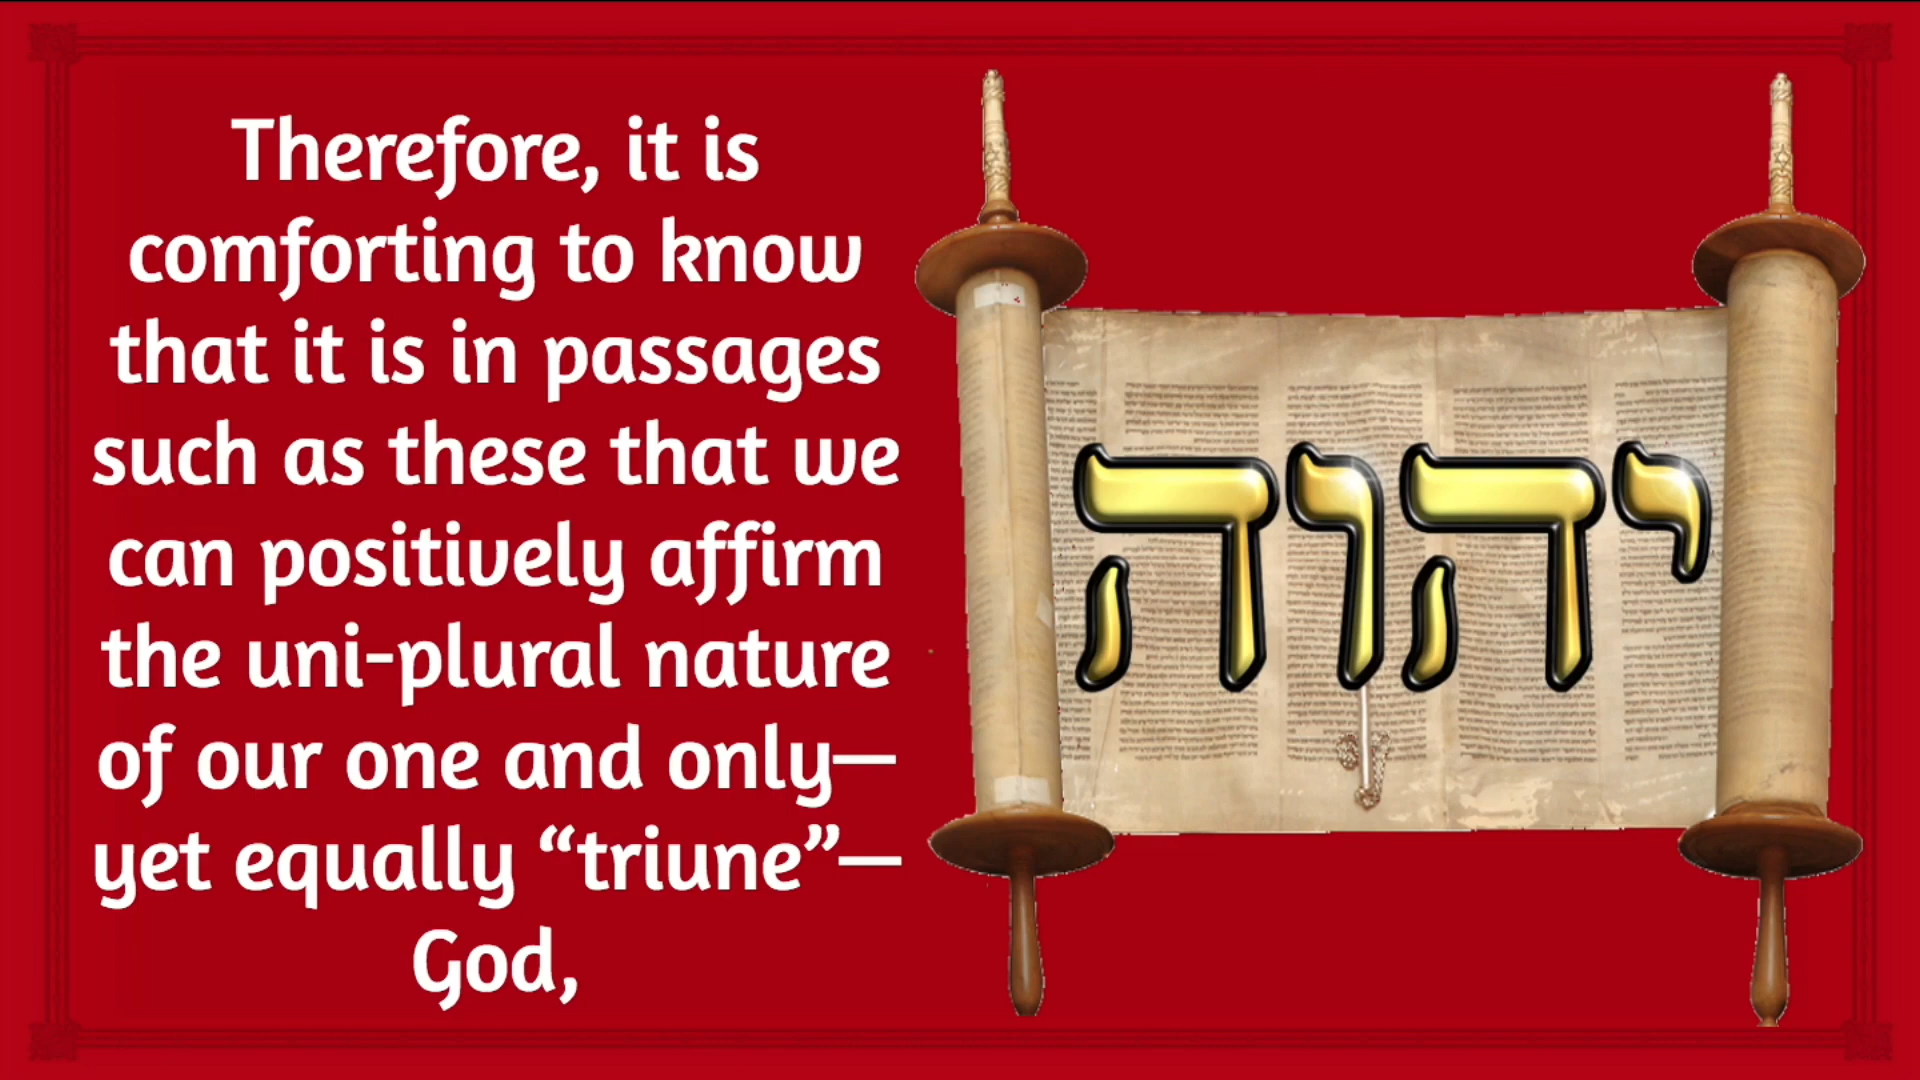 Therefore, it is
comforting to know
that it is in passages
such as these that we
can positively affirm
the uni-plural nature
of our one and only—
yet equally “triune”—
God,
יהוה